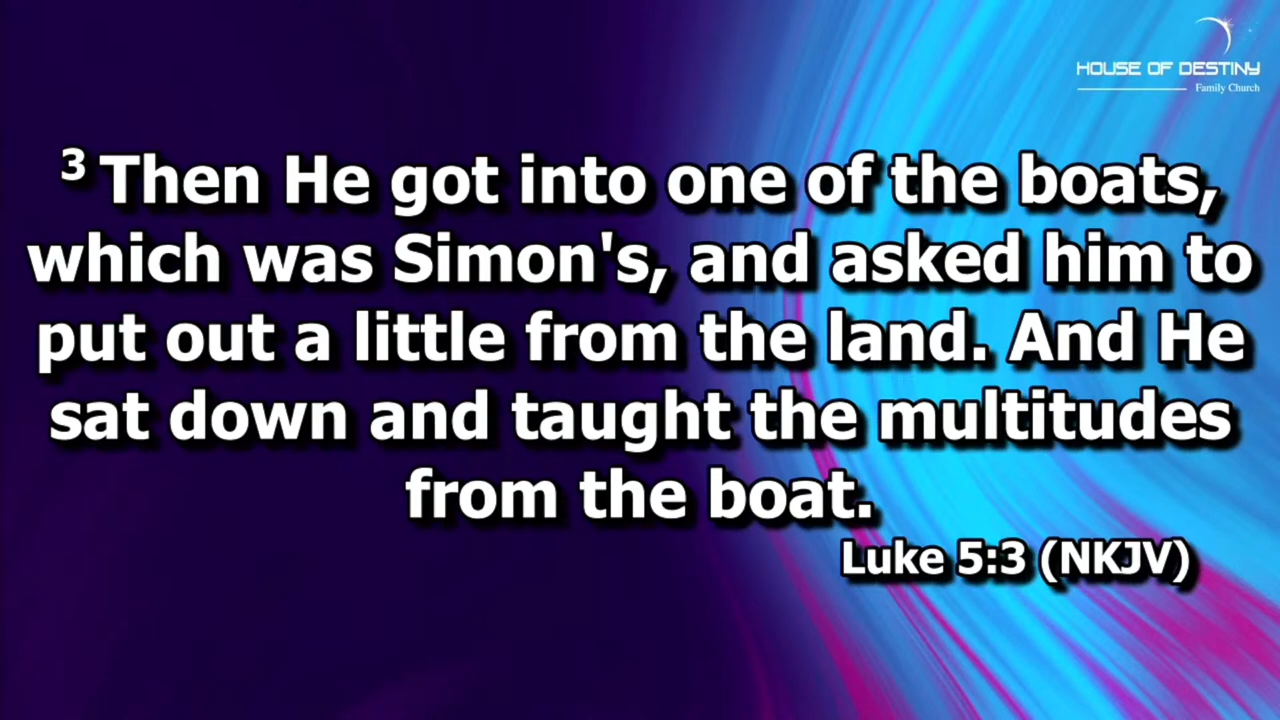 HOUSE OF DESTINY
Family Church
3 Then He got into one of the boats,
which was Simon's, and asked him to
put out a little from the land. And He
sat down and taught the multitudes
from the boat.
Luke 5:3 (NKJV)